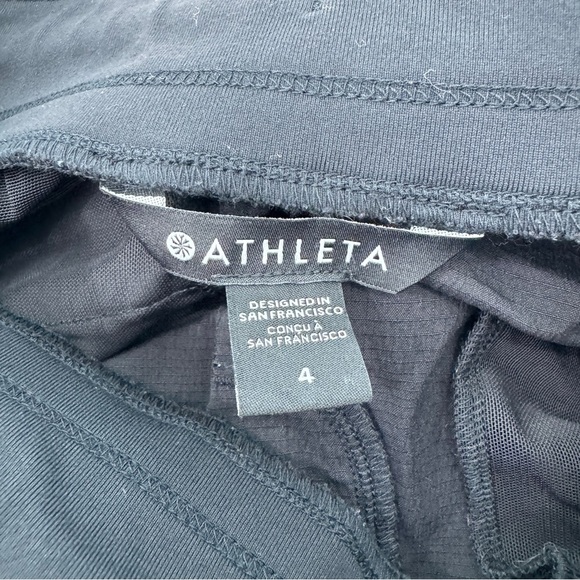 ATHLETA
DESIGNED IN
SAN FRANCISCO
CONÇU À
SAN FRANCISCO
4